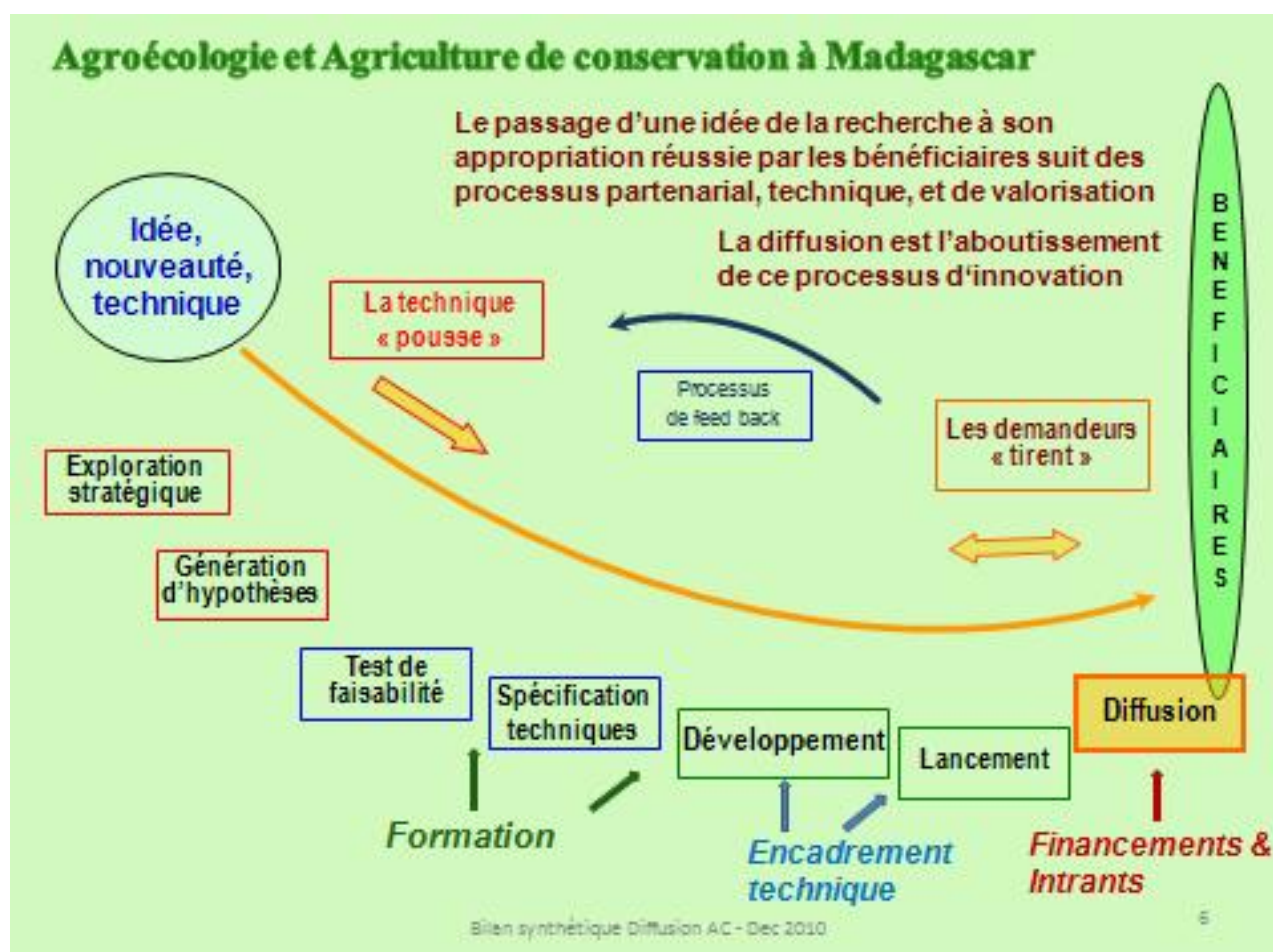 Agroécologie et Agriculture de conservation à Madagascar
Le passage d'une idée de la recherche à son
appropriation réussie par les bénéficiaires suit des
processus partenarial, technique, et de valorisation
La diffusion est l'aboutissement
de ce processus d'innovation
Idée,
nouveauté,
technique
La technique
« pousse »
Processus
de feed back
Les demandeurs
« tirent »
BENEFICIAIRES
Exploration
stratégique
Génération
d'hypothèses
Test de
faisabilité
Spécification
techniques
Développement
Lancement
Diffusion
Formation
Encadrement
technique
Financements &
Intrants
Bilan synthétique Diffusion AC - Dec 2010
6